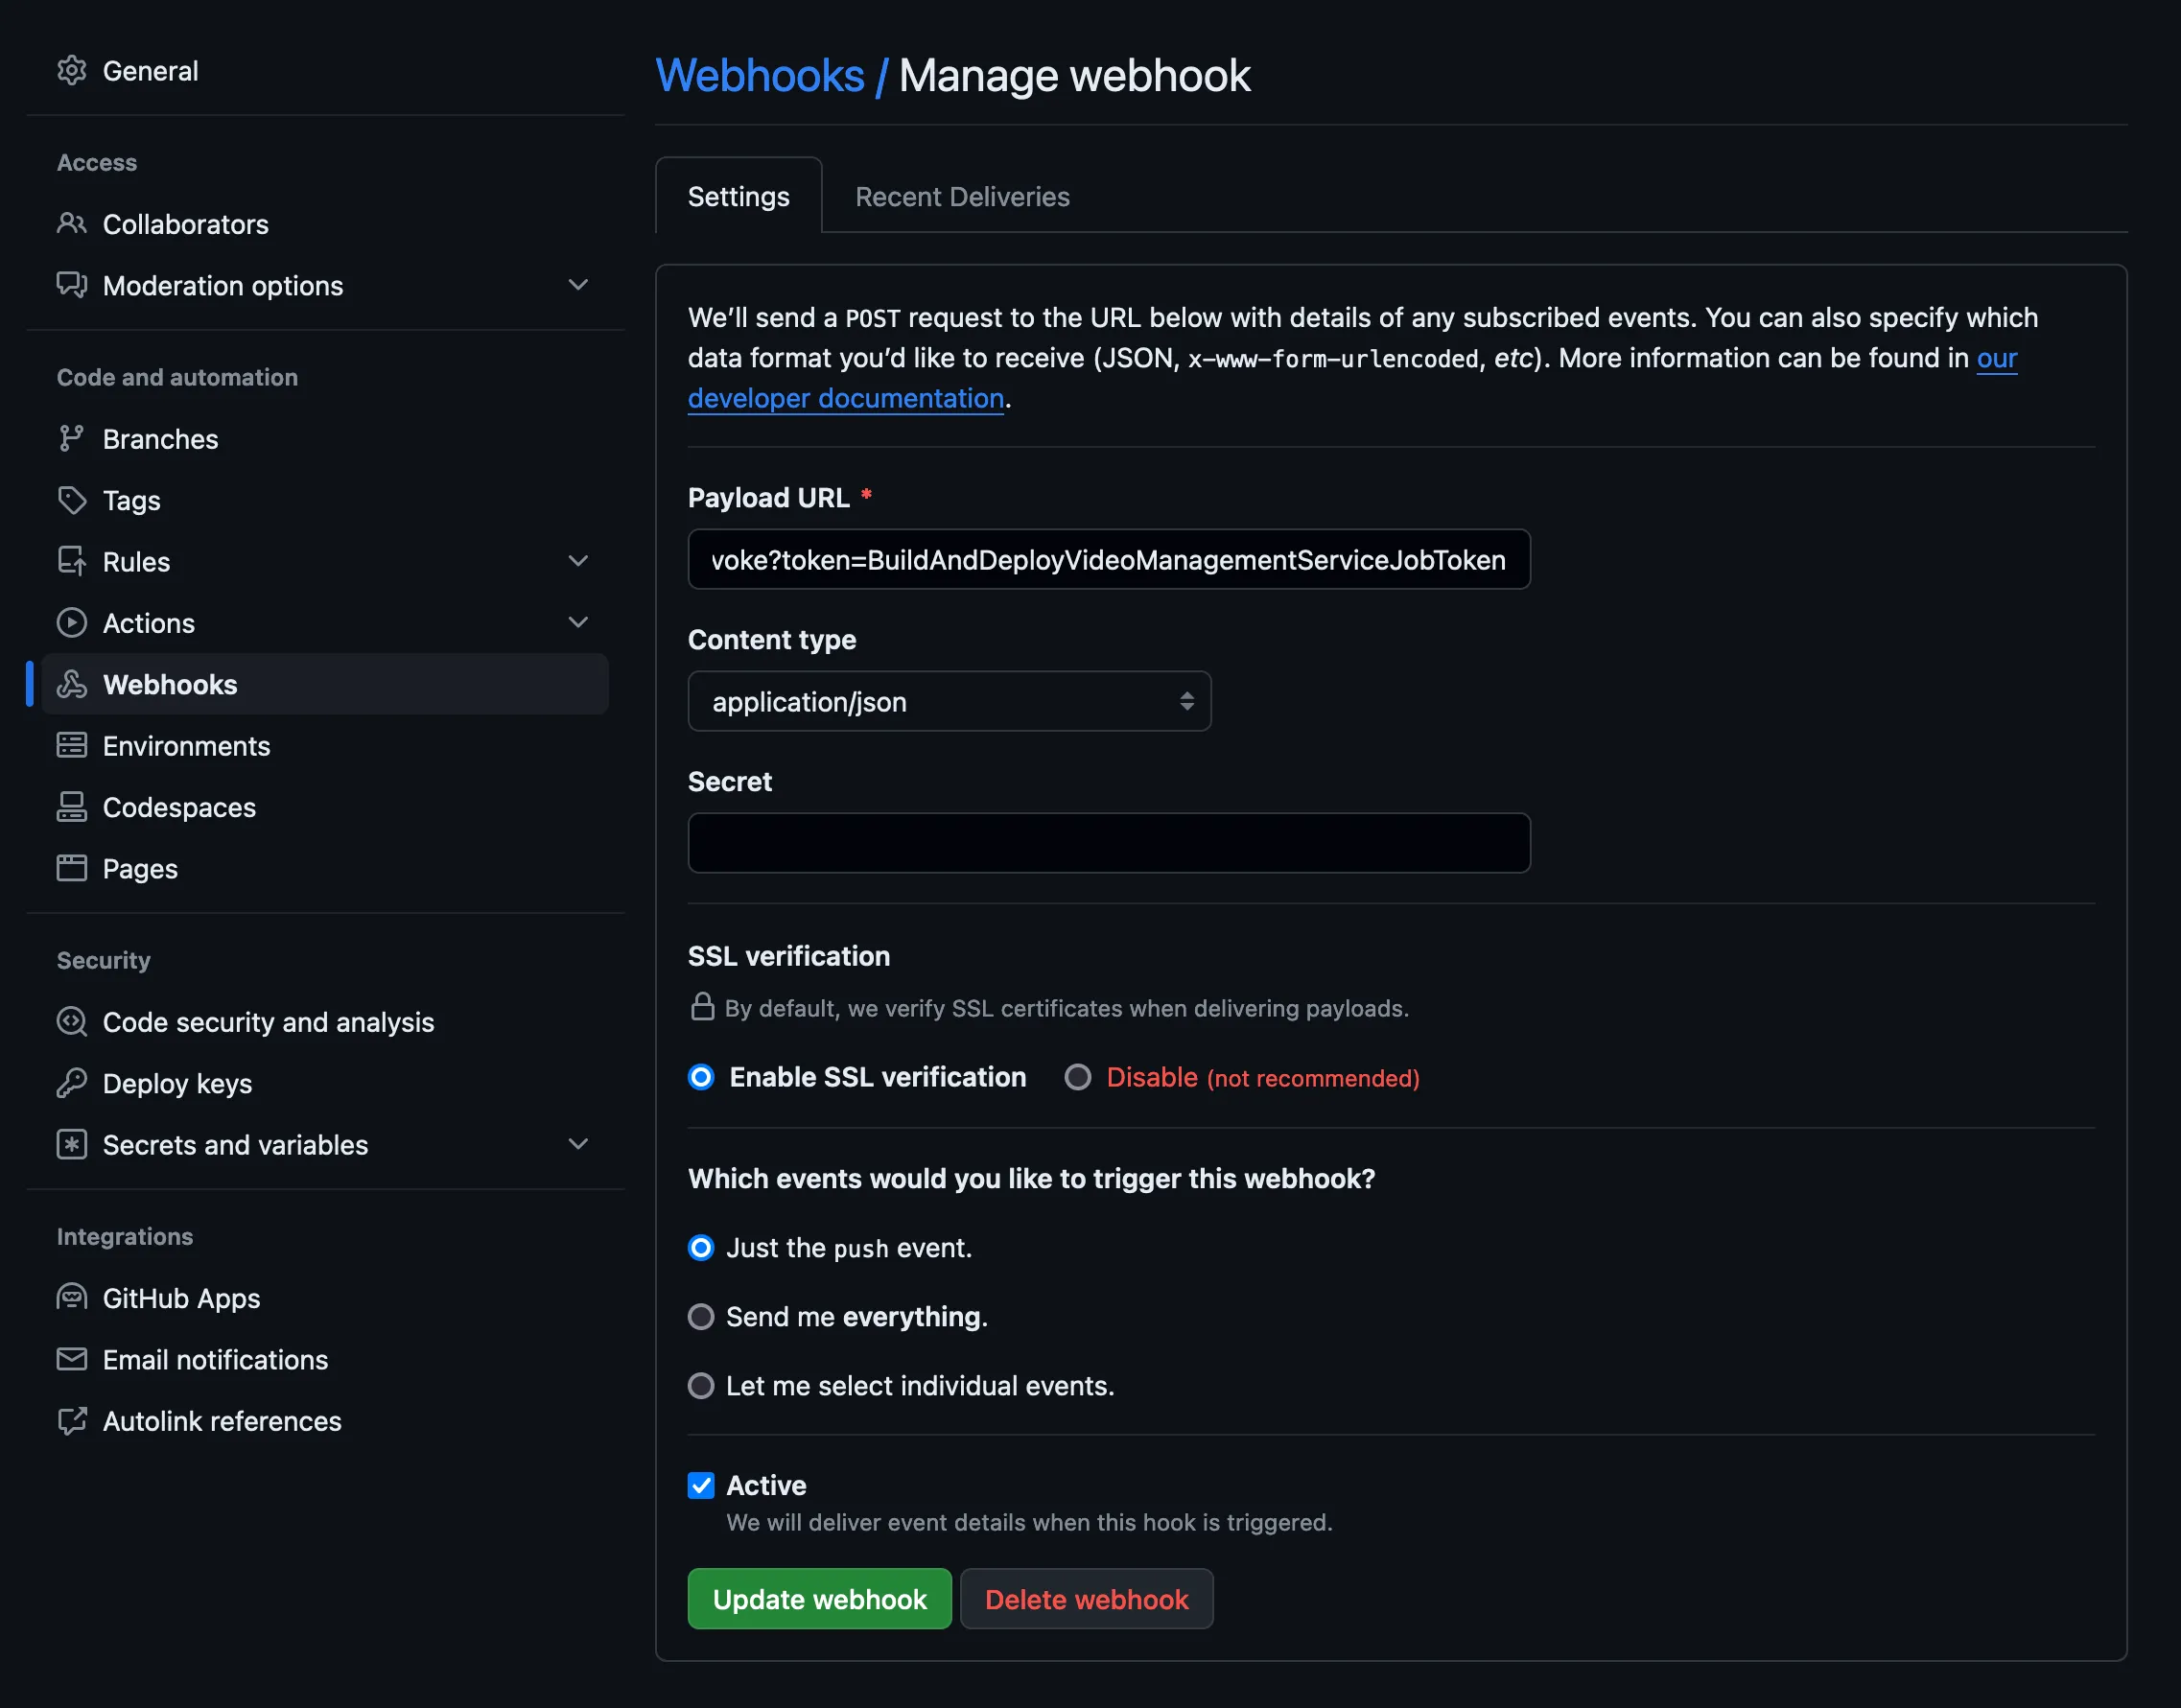 General
Access
Collaborators
Moderation options
Code and automation
Branches
Tags
Rules
Actions
Webhooks
Environments
Codespaces
Pages
Security
Code security and analysis
Deploy keys
Secrets and variables
Integrations
GitHub Apps
Email notifications
Autolink references
Webhooks / Manage webhook
Settings
Recent Deliveries
We’ll send a POST request to the URL below with details of any subscribed events. You can also specify which
data format you’d like to receive (JSON, x-www-form-urlencoded, etc). More information can be found in our
developer documentation.
Payload URL *
voke?token=BuildAndDeployVideoManagementServiceJobToken
Content type
application/json
Secret
SSL verification
By default, we verify SSL certificates when delivering payloads.
Enable SSL verification
Disable (not recommended)
Which events would you like to trigger this webhook?
Just the push event.
Send me everything.
Let me select individual events.
Active
We will deliver event details when this hook is triggered.
Update webhook
Delete webhook